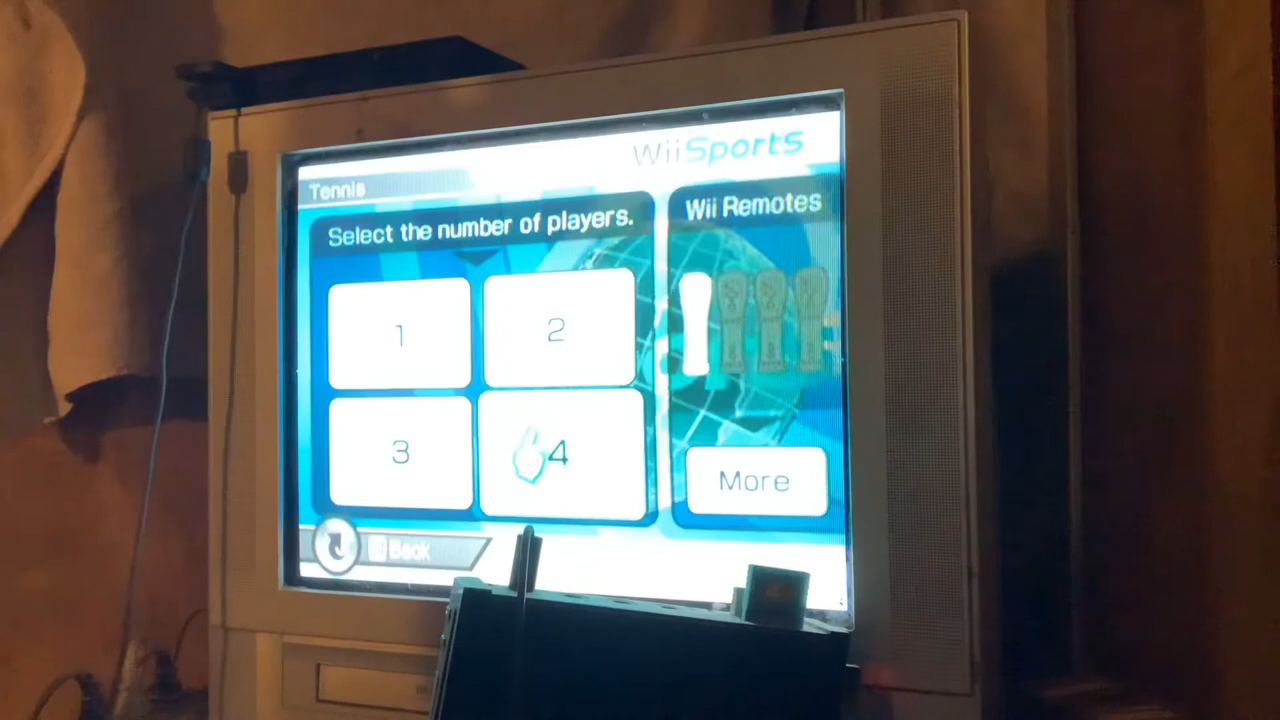 Wii Sports
Tennis
Select the number of players.
Wii Remotes
1
2
3
4
More
Back